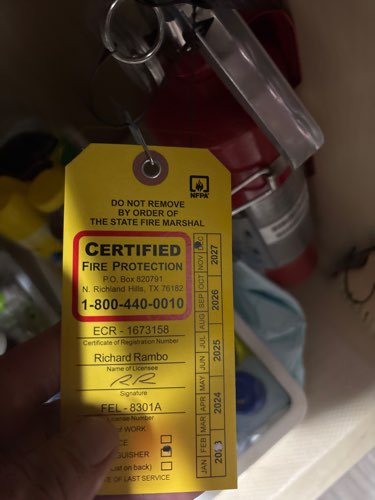 NFPA
DO NOT REMOVE
BY ORDER OF
THE STATE FIRE MARSHAL
CERTIFIED
FIRE PROTECTION
P.O. Box 820791
N. Richland Hills, TX 76182
1-800-440-0010
ECR - 1673158
Certificate of Registration Number
Richard Rambo
Name of Licensee
RR
Signature
FEL - 8301A
License Number
OF WORK
OF LAST SERVICE
JAN FEB MAR APR MAY JUN JUL AUG SEP OCT NOV DEC
2024 2025 2026 2027